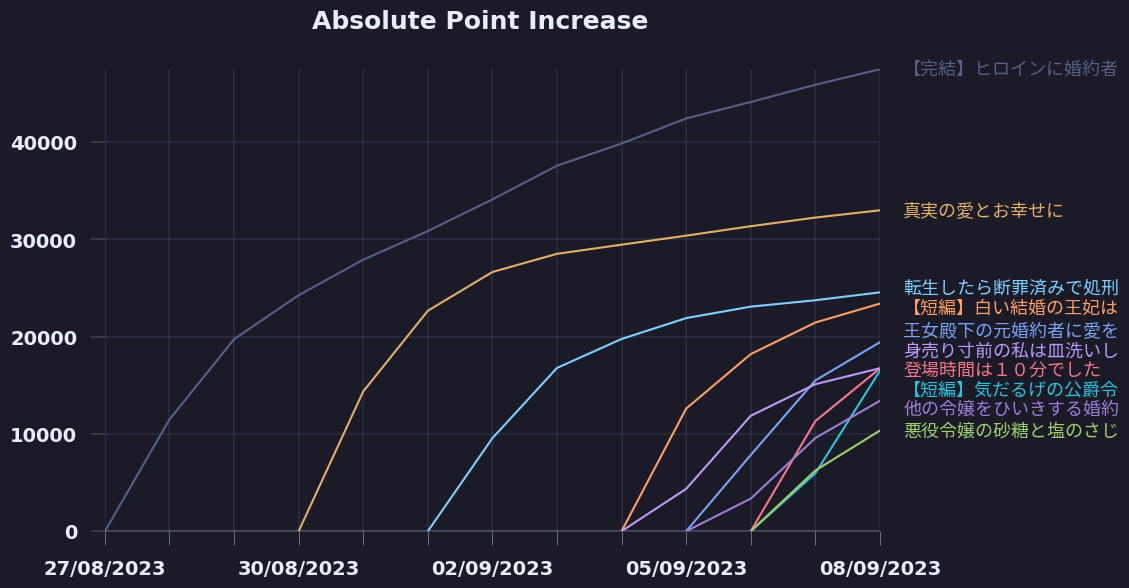 Absolute Point Increase
【完結】ヒロインに婚約者
40000
真実の愛とお幸せに
30000
転生したら断罪済みで処刑
【短編】白い結婚の王妃は
王女殿下の元婚約者に愛を
20000
身売り寸前の私は皿洗いし
登場時間は１０分でした
【短編】気だるげの公爵令
他の令嬢をひいきする婚約
10000
悪役令嬢の砂糖と塩のさじ
0
27/08/2023
30/08/2023
02/09/2023
05/09/2023
08/09/2023